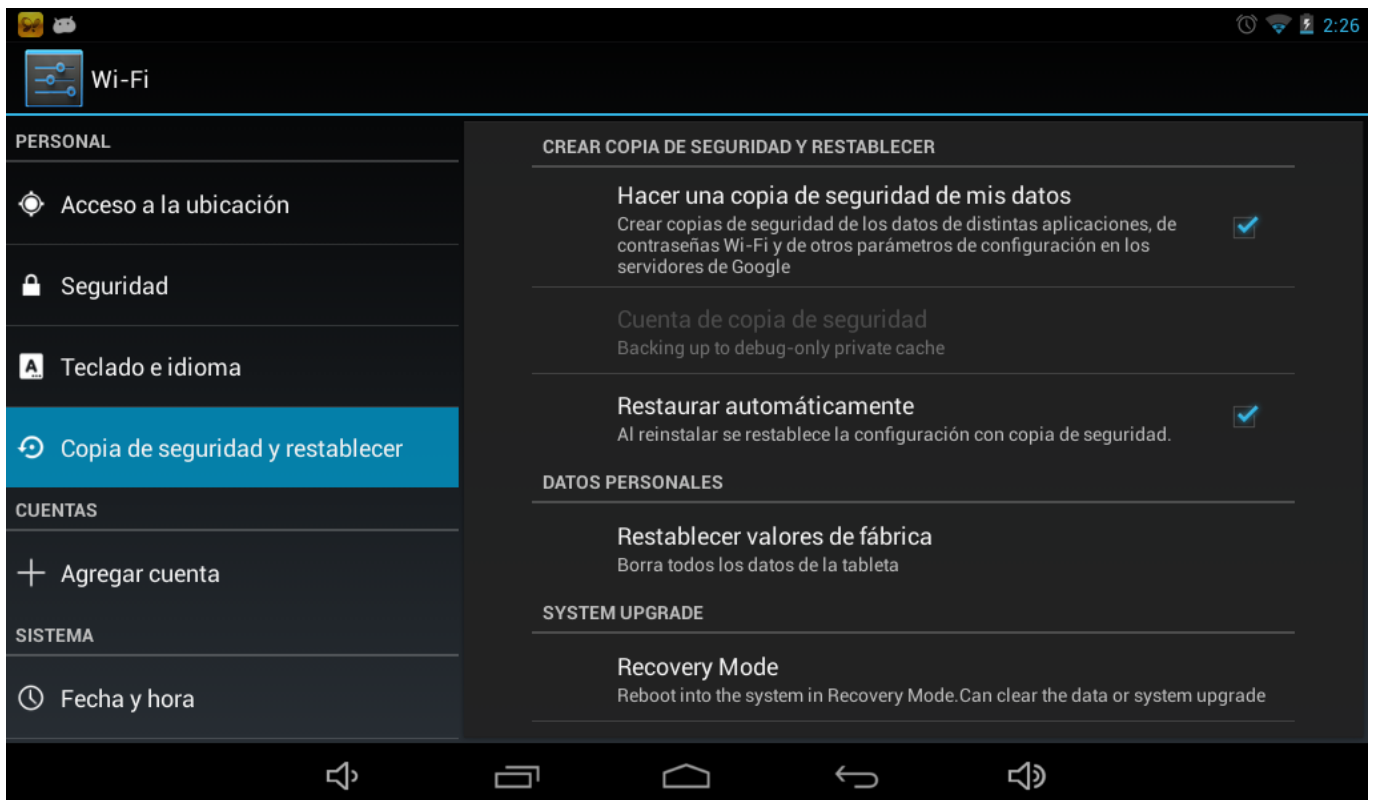 2:26
Wi-Fi
PERSONAL
Acceso a la ubicación
Seguridad
Teclado e idioma
Copia de seguridad y restablecer
CUENTAS
Agregar cuenta
SISTEMA
Fecha y hora
CREAR COPIA DE SEGURIDAD Y RESTABLECER
Hacer una copia de seguridad de mis datos
Crear copias de seguridad de los datos de distintas aplicaciones, de
contraseñas Wi-Fi y de otros parámetros de configuración en los
servidores de Google
Cuenta de copia de seguridad
Backing up to debug-only private cache
Restaurar automáticamente
Al reinstalar se restablece la configuración con copia de seguridad.
DATOS PERSONALES
Restablecer valores de fábrica
Borra todos los datos de la tableta
SYSTEM UPGRADE
Recovery Mode
Reboot into the system in Recovery Mode.Can clear the data or system upgrade